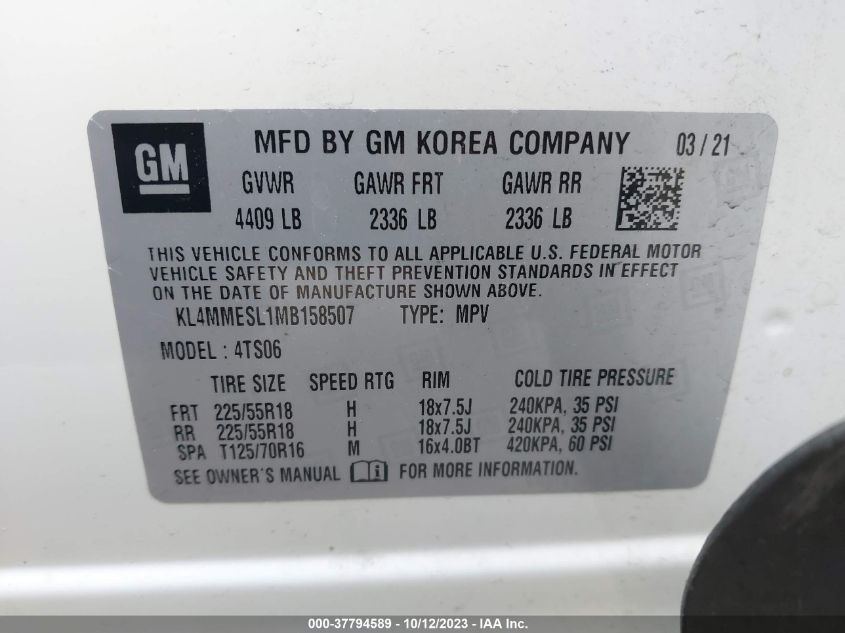 GM
MFD BY GM KOREA COMPANY 03 / 21
GVWR GAWR FRT GAWR RR
4409 LB 2336 LB 2336 LB
THIS VEHICLE CONFORMS TO ALL APPLICABLE U.S. FEDERAL MOTOR
VEHICLE SAFETY AND THEFT PREVENTION STANDARDS IN EFFECT
ON THE DATE OF MANUFACTURE SHOWN ABOVE.
KL4MMESL1MB158507 TYPE: MPV
MODEL : 4TS06
TIRE SIZE SPEED RTG RIM COLD TIRE PRESSURE
FRT 225/55R18 H 18x7.5J 240KPA, 35 PSI
RR 225/55R18 H 18x7.5J 240KPA, 35 PSI
SPA T125/70R16 M 16x4.0BT 420KPA, 60 PSI
SEE OWNER'S MANUAL FOR MORE INFORMATION.
000-37794589 - 10/12/2023 - IAA Inc.